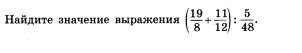 Найдите значение выражения (19/8 + 11/12) : 5/48.